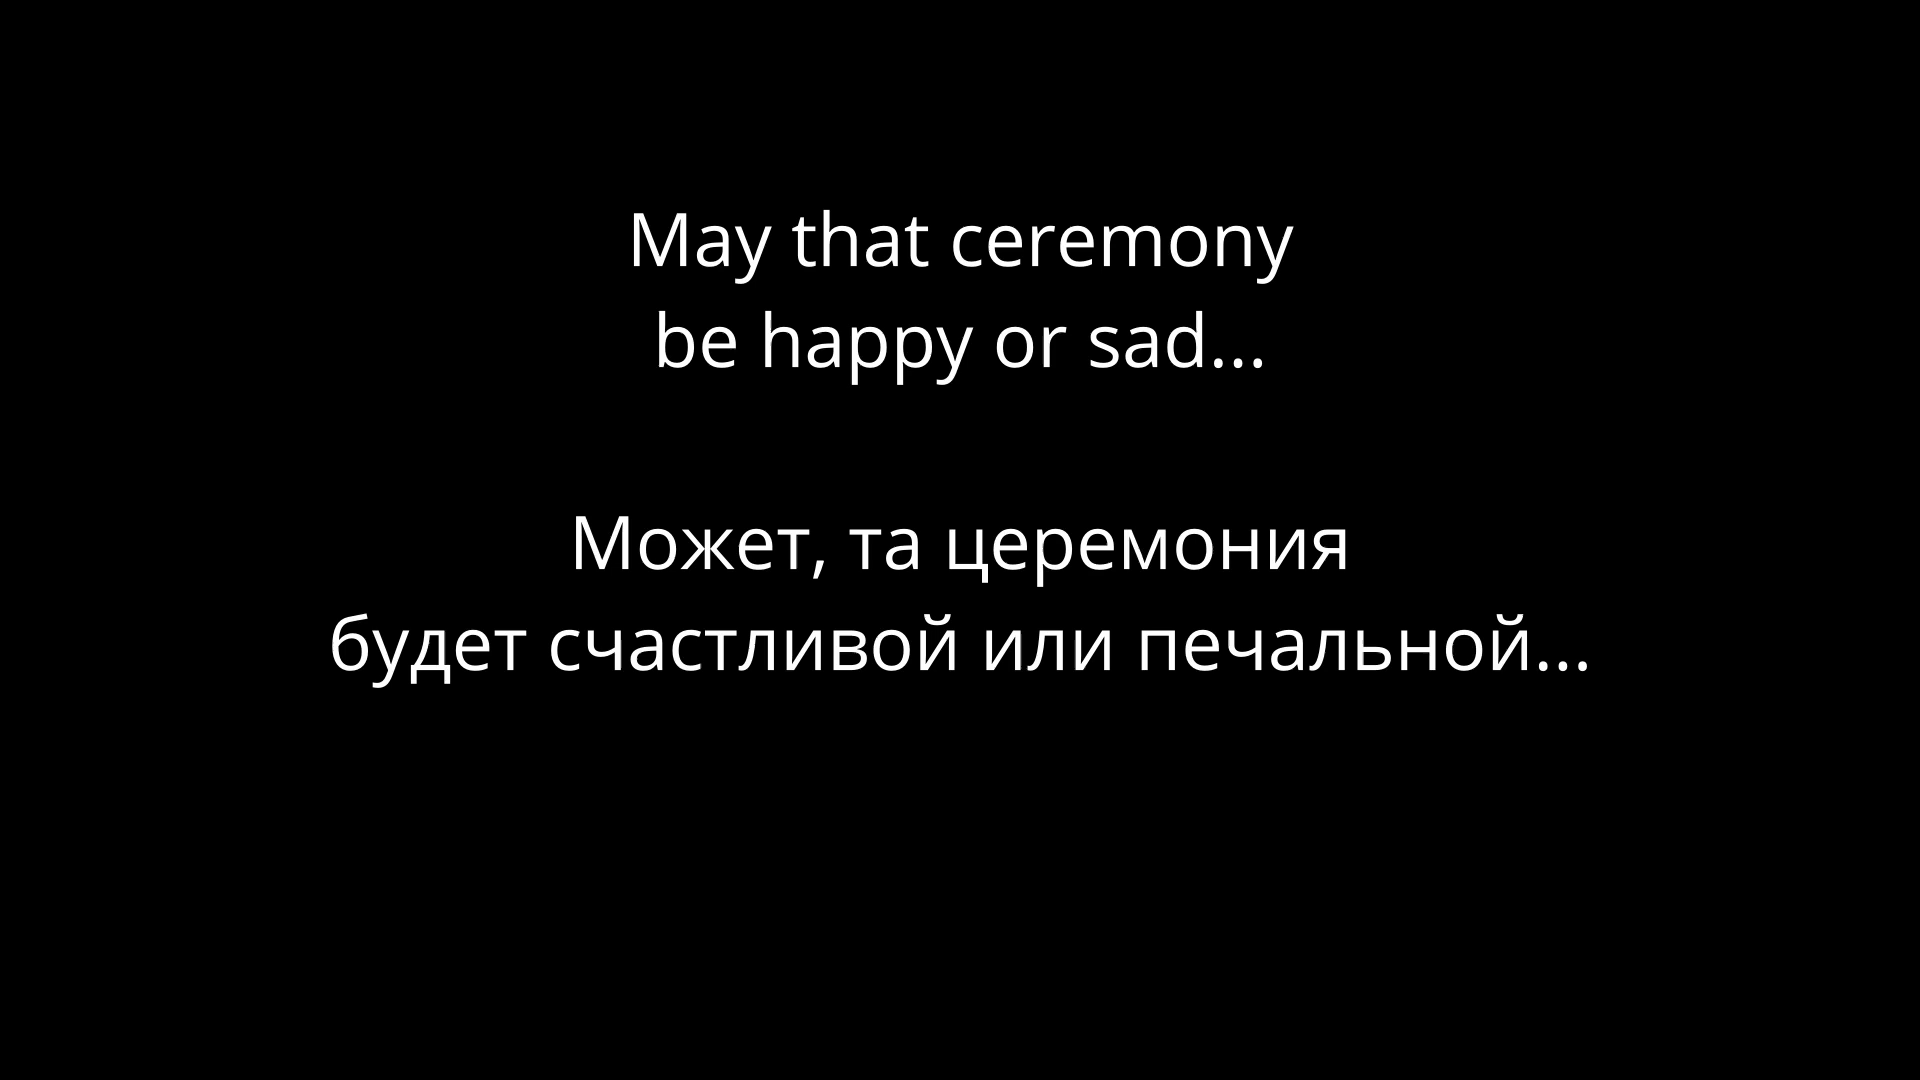 May that ceremony
be happy or sad...
Может, та церемония
будет счастливой или печальной...